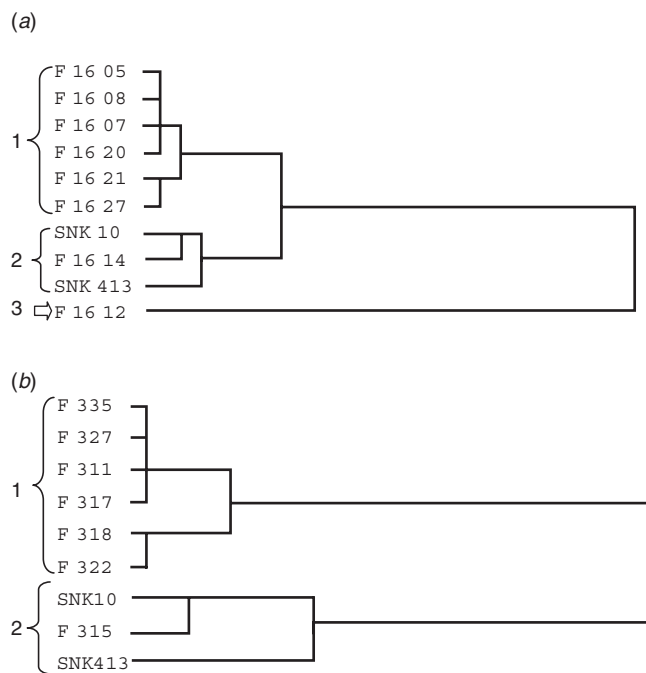 (a)
F 16 05
F 16 08
1 F 16 07
F 16 20
F 16 21
F 16 27
SNK 10
2 F 16 14
SNK 413
3 F 16 12
(b)
F 335
F 327
1 F 311
F 317
F 318
F 322
SNK10
2 F 315
SNK413